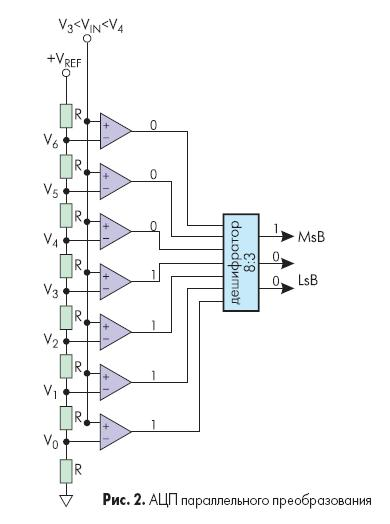 V3<VIN<V4
+VREF
R
V6
+
−
0
R
V5
+
−
0
R
V4
+
−
0
R
V3
+
−
1
R
V2
+
−
1
R
V1
+
−
1
R
V0
+
−
1
R
дешифратор
8:3
1 MsB
0
0 LsB
Рис. 2. АЦП параллельного преобразования